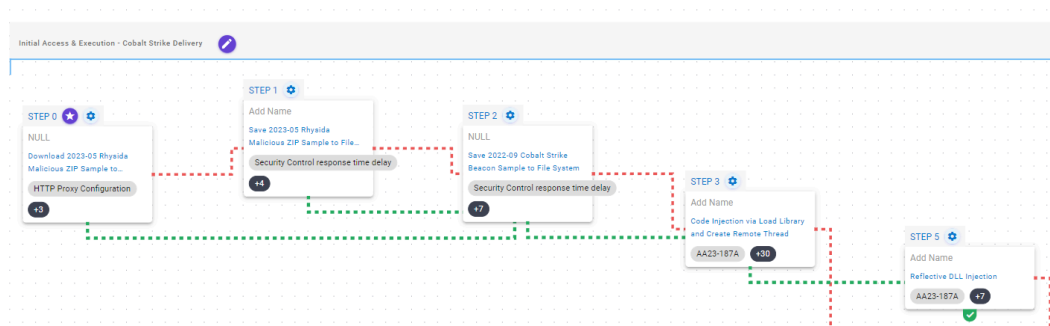 Initial Access & Execution - Cobalt Strike Delivery
STEP 0
NULL
Download 2023-05 Rhysida
Malicious ZIP Sample to...
HTTP Proxy Configuration
+3
STEP 1
Add Name
Save 2023-05 Rhysida
Malicious ZIP Sample to File...
Security Control response time delay
+4
STEP 2
NULL
Save 2022-09 Cobalt Strike
Beacon Sample to File System
Security Control response time delay
+7
STEP 3
Add Name
Code Injection via Load Library
and Create Remote Thread
AA23-187A +30
STEP 5
Add Name
Reflective DLL Injection
AA23-187A +7